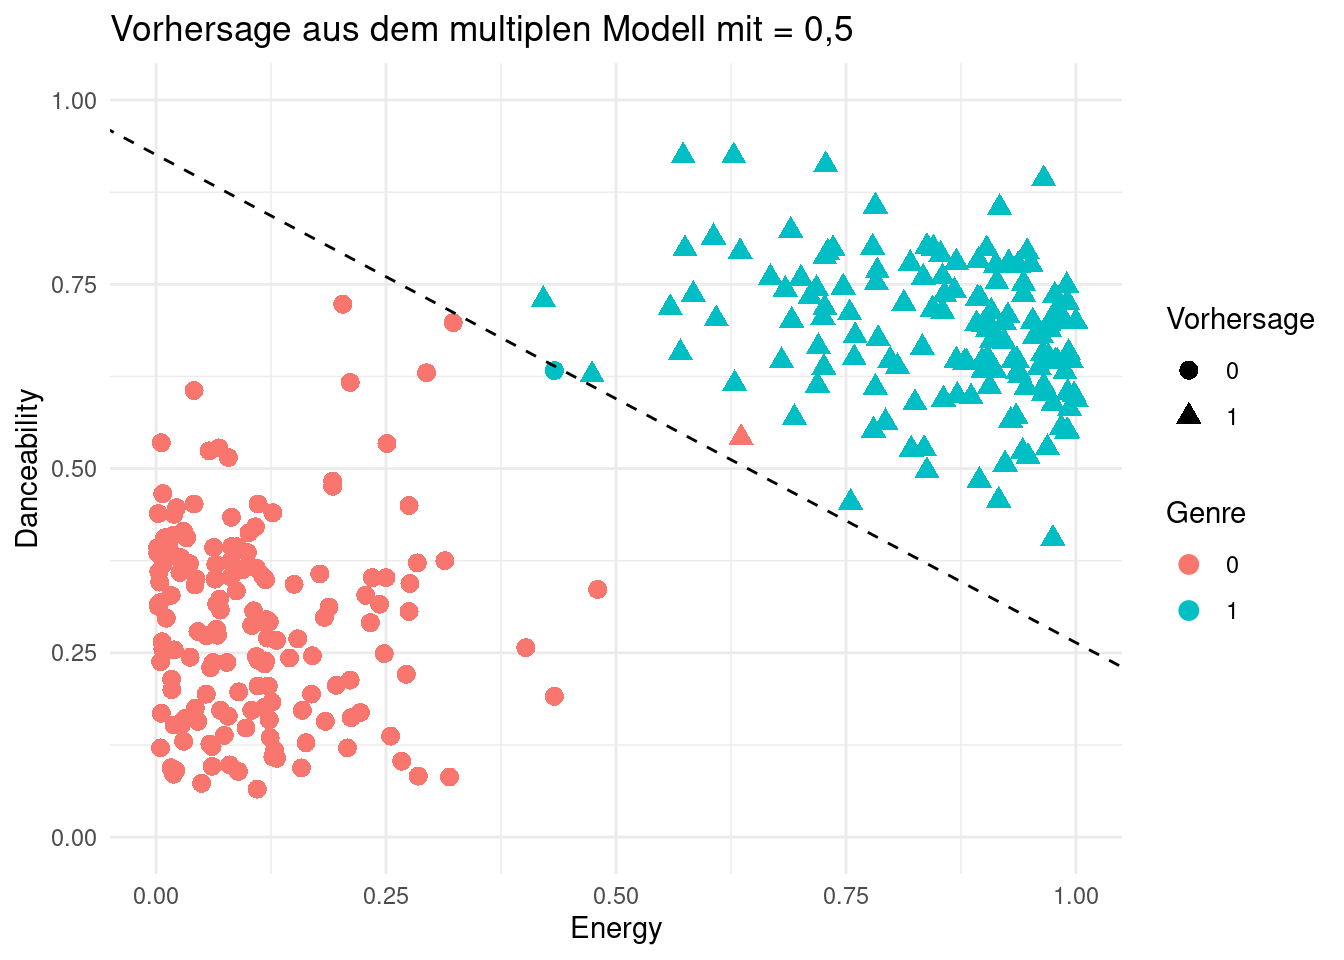 Vorhersage aus dem multiplen Modell mit = 0,5
1.00
0.75
0.50
0.25
0.00
Danceability
0.00 0.25 0.50 0.75 1.00
Energy
Vorhersage
0
1
Genre
0
1